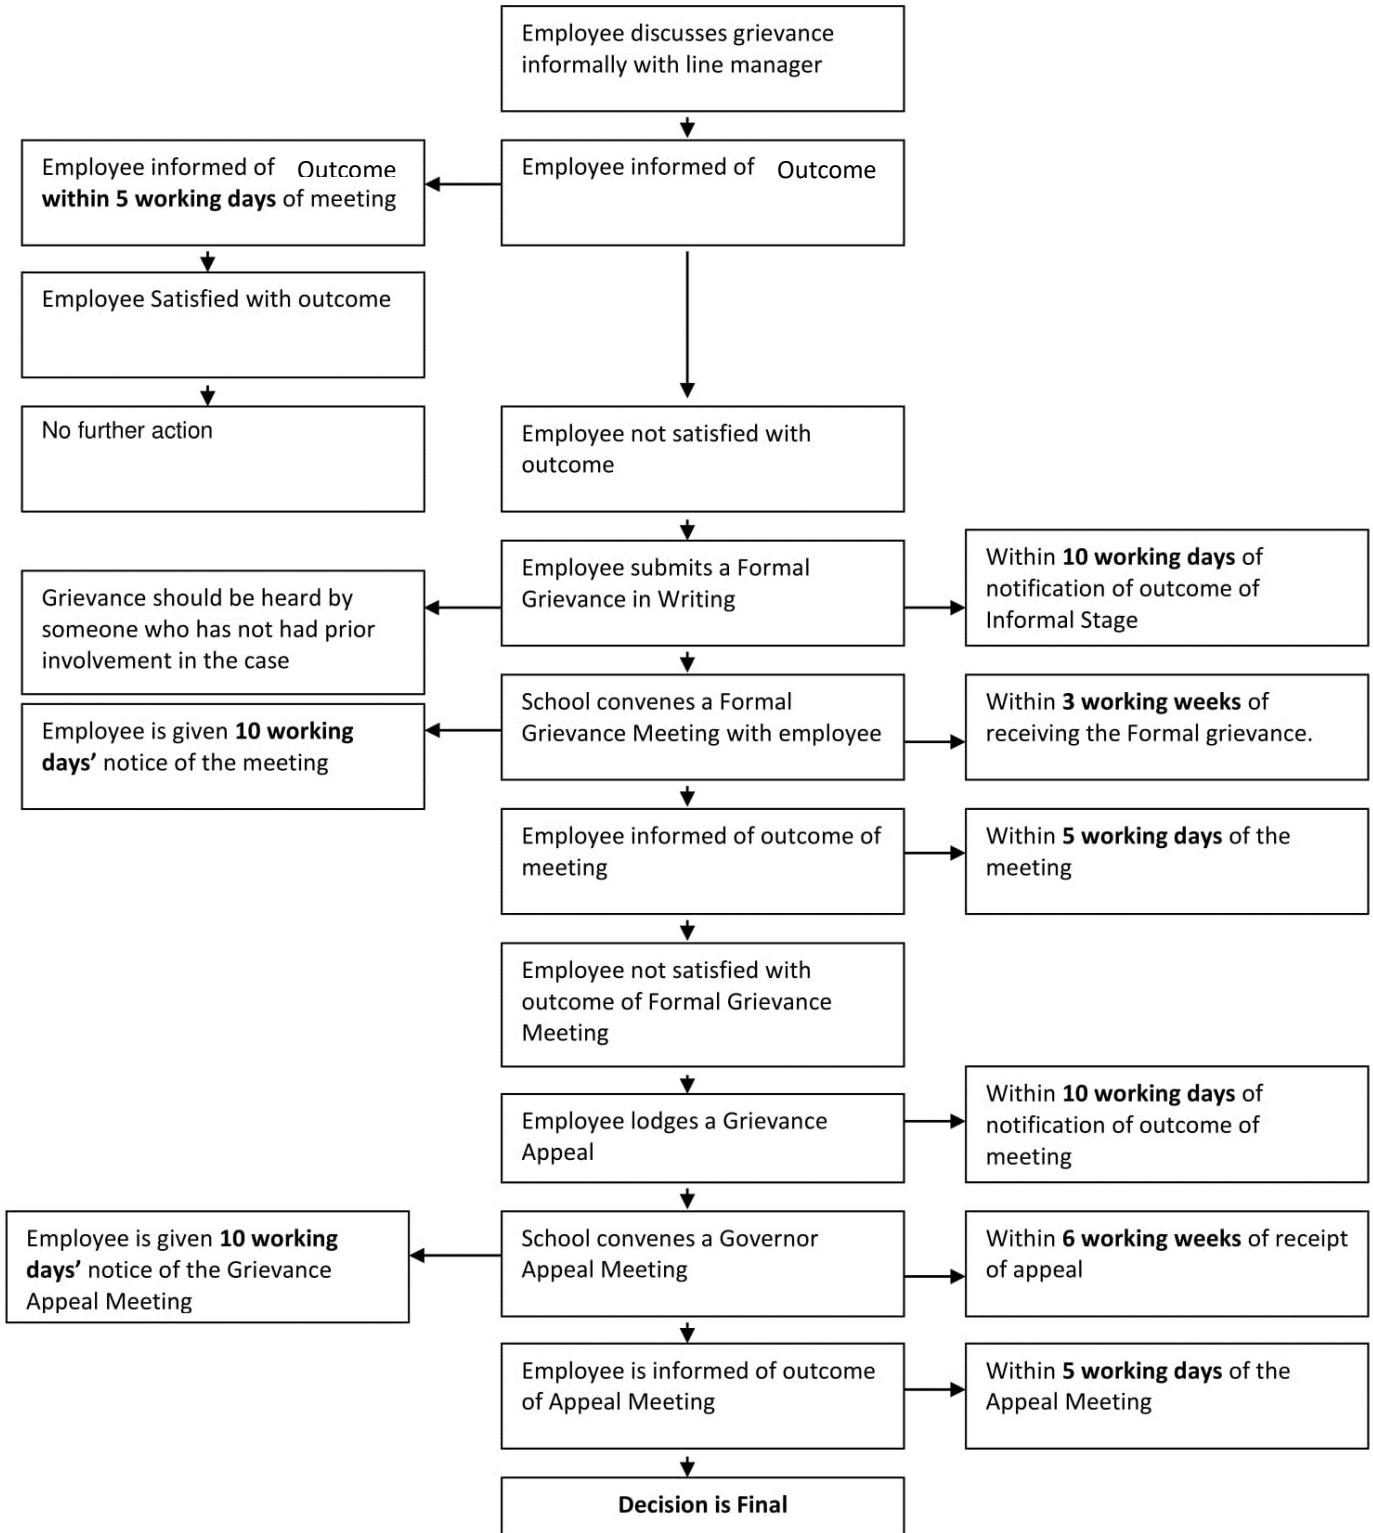 Employee discusses grievance
informally with line manager
Employee informed of Outcome
within 5 working days of meeting
Employee informed of Outcome
Employee Satisfied with outcome
No further action
Employee not satisfied with
outcome
Grievance should be heard by
someone who has not had prior
involvement in the case
Employee submits a Formal
Grievance in Writing
Within 10 working days of
notification of outcome of
Informal Stage
Employee is given 10 working
days’ notice of the meeting
School convenes a Formal
Grievance Meeting with employee
Within 3 working weeks of
receiving the Formal grievance.
Employee informed of outcome of
meeting
Within 5 working days of the
meeting
Employee not satisfied with
outcome of Formal Grievance
Meeting
Employee lodges a Grievance
Appeal
Within 10 working days of
notification of outcome of
meeting
Employee is given 10 working
days’ notice of the Grievance
Appeal Meeting
School convenes a Governor
Appeal Meeting
Within 6 working weeks of receipt
of appeal
Employee is informed of outcome
of Appeal Meeting
Within 5 working days of the
Appeal Meeting
Decision is Final